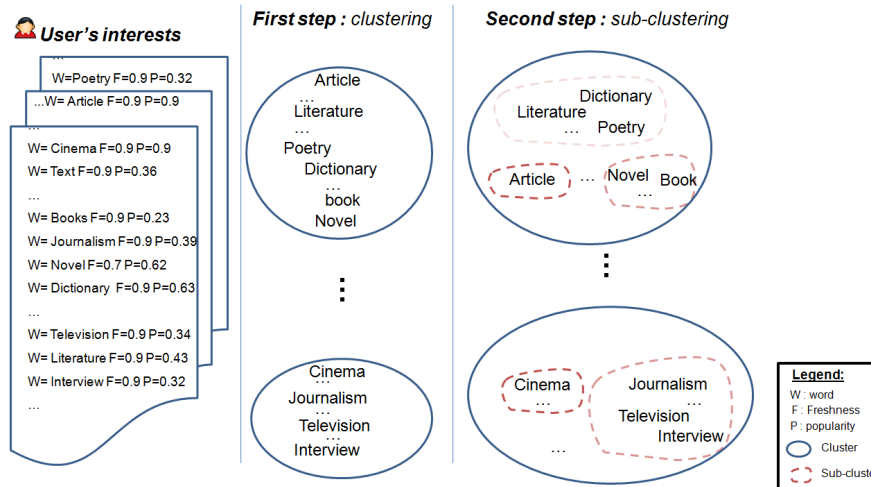 User's interests
...
W=Poetry F=0.9 P=0.32
...W= Article F=0.9 P=0.9
...
W= Cinema F=0.9 P=0.9
W= Text F=0.9 P=0.36
...
W= Books F=0.9 P=0.23
W= Journalism F=0.9 P=0.39
W= Novel F=0.7 P=0.62
W= Dictionary F=0.9 P=0.63
...
W= Television F=0.9 P=0.34
W= Literature F=0.9 P=0.43
W= Interview F=0.9 P=0.32
...
First step : clustering
Article
...
Literature
...
Poetry
Dictionary
...
book
Novel
...
Cinema
...
Journalism
...
Television
...
Interview
Second step : sub-clustering
Dictionary
Literature
... Poetry
Article ... Novel Book
...
...
Cinema
...
Journalism
...
Television
Interview
...
Legend:
W : word
F : Freshness
P : popularity
Cluster
Sub-cluste